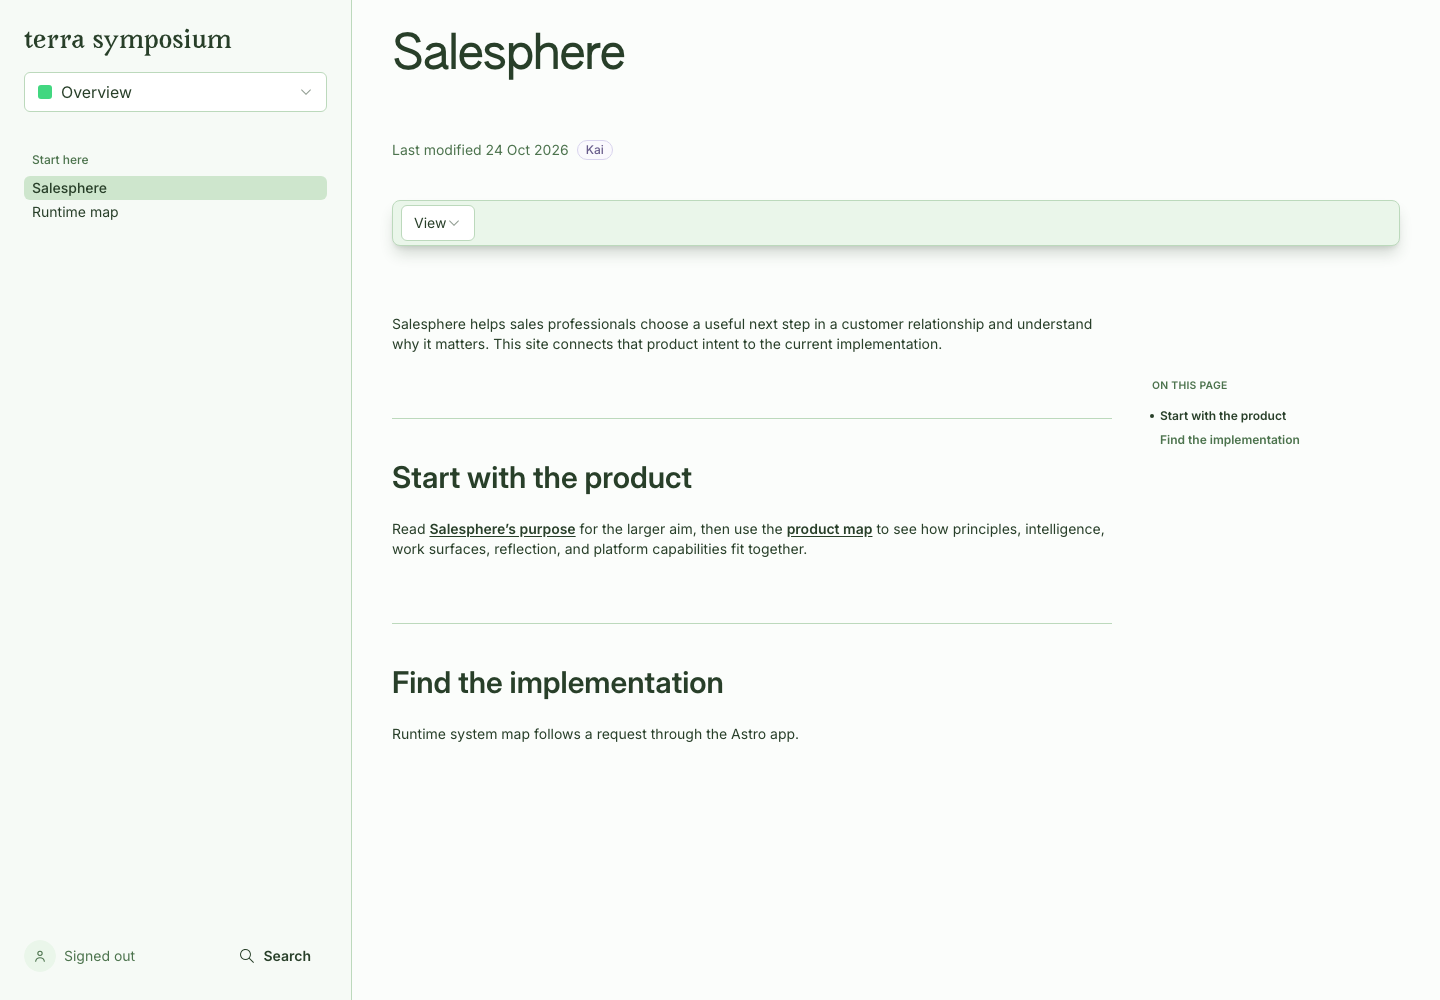 terra symposium
Overview
Start here
Salesphere
Runtime map
Signed out
Search
Salesphere
Last modified 24 Oct 2026 Kai
View
Salesphere helps sales professionals choose a useful next step in a customer relationship and understand
why it matters. This site connects that product intent to the current implementation.
Start with the product
Read Salesphere’s purpose for the larger aim, then use the product map to see how principles, intelligence,
work surfaces, reflection, and platform capabilities fit together.
Find the implementation
Runtime system map follows a request through the Astro app.
ON THIS PAGE
Start with the product
Find the implementation